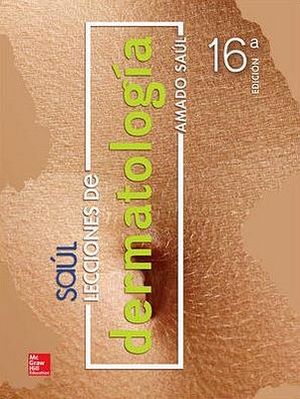 SAÚL
LECCIONES DE
dermatología
AMADO SAÚL
16ª
EDICIÓN
Mc
Graw
Hill
Education